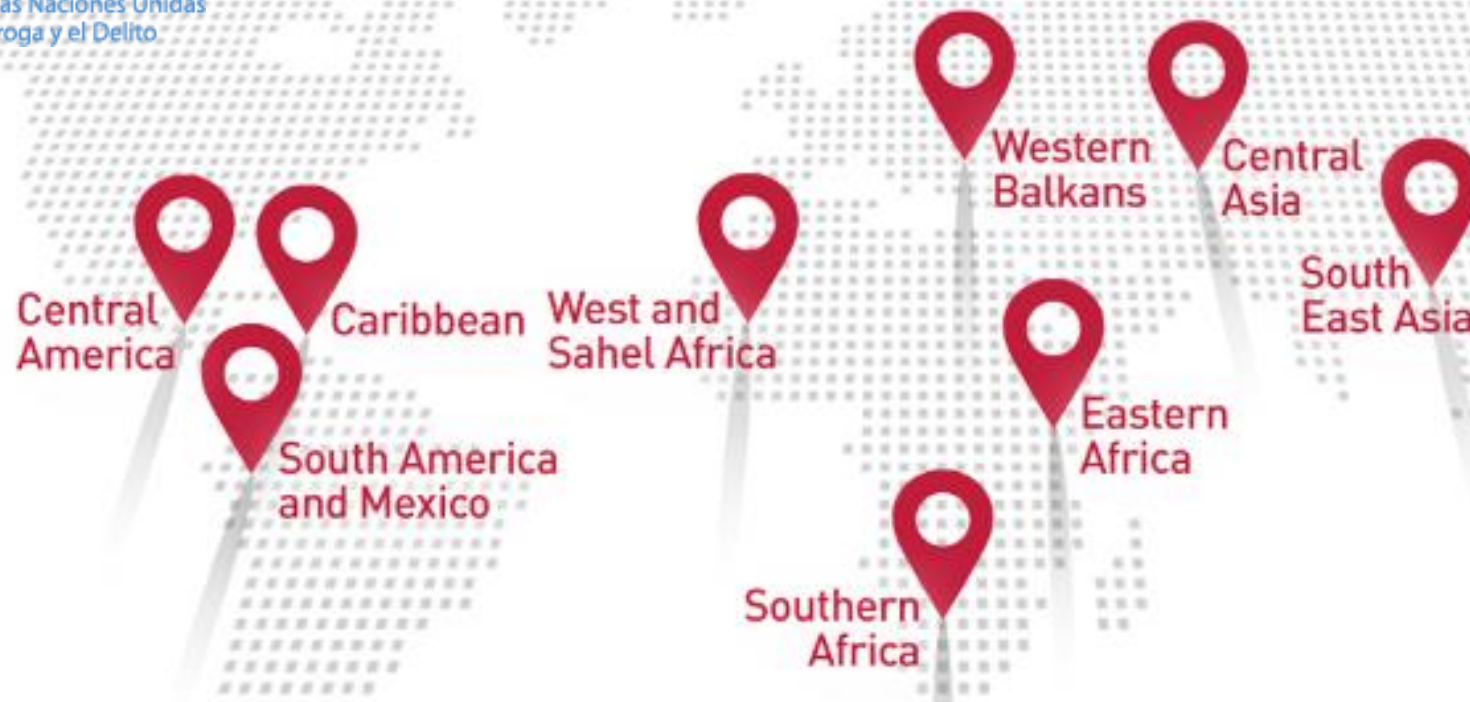 as Naciones Unidas
roga y el Delito
Western
Balkans
Central
Asia
Central
America
Caribbean
West and
Sahel Africa
South
East Asia
South America
and Mexico
Eastern
Africa
Southern
Africa